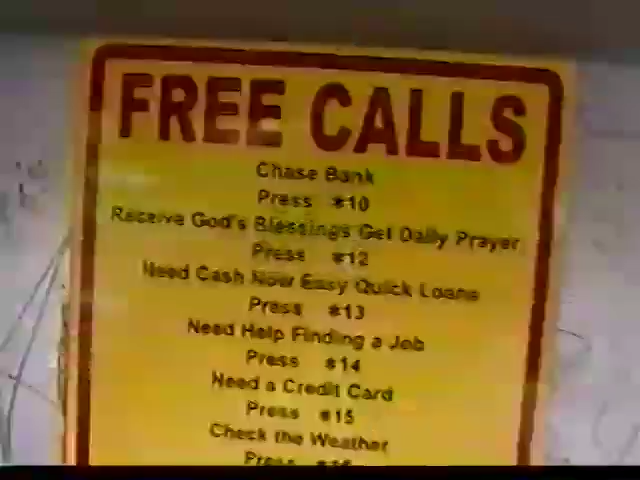 FREE CALLS
Chase Bank
Press *10
Receive God's Blessings Get Daily Prayer
Press *12
Need Cash Now Easy Quick Loans
Press *13
Need Help Finding a Job
Press *14
Need a Credit Card
Press *15
Check the Weather
Press